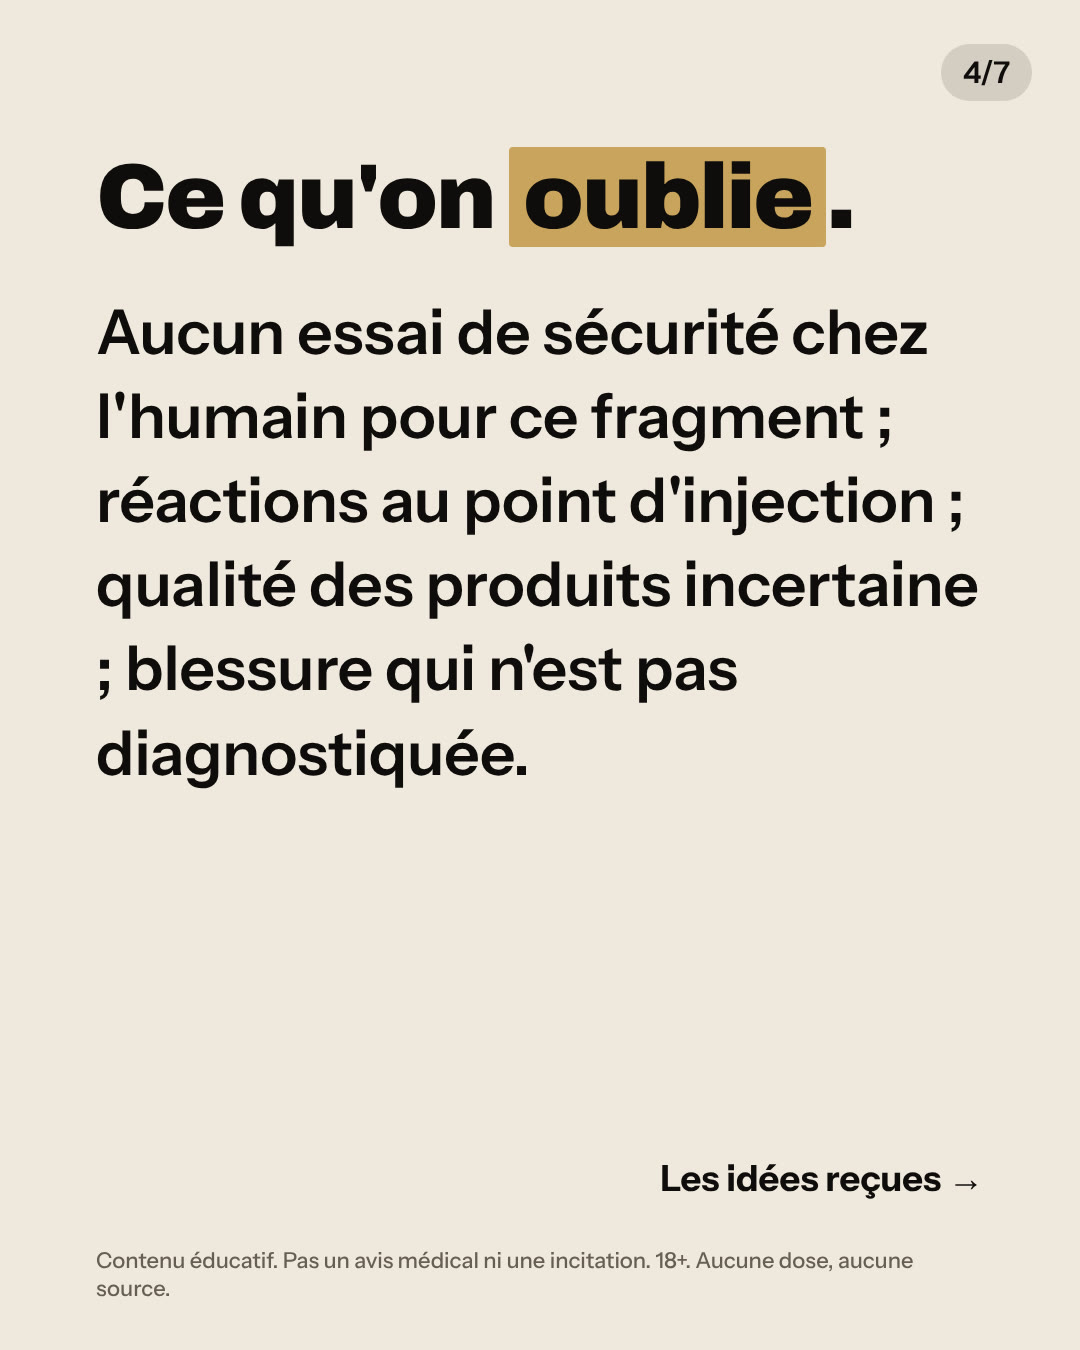 4/7
Ce qu'on oublie.
Aucun essai de sécurité chez
l'humain pour ce fragment ;
réactions au point d'injection ;
qualité des produits incertaine
; blessure qui n'est pas
diagnostiquée.
Les idées reçues →
Contenu éducatif. Pas un avis médical ni une incitation. 18+. Aucune dose, aucune
source.